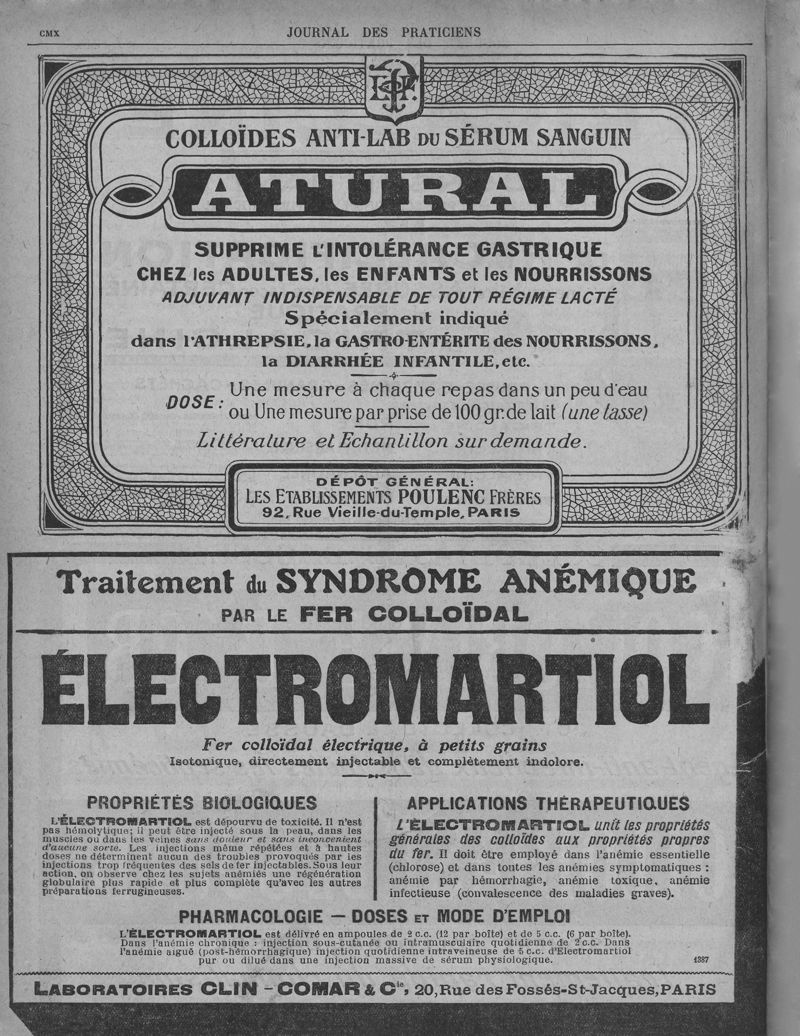 CMX
JOURNAL DES PRATICIENS
COLLOÏDES ANTI-LAB DU SÉRUM SANGUIN
ATURAL
SUPPRIME L'INTOLÉRANCE GASTRIQUE
CHEZ les ADULTES, les ENFANTS et les NOURRISSONS
ADJUVANT INDISPENSABLE DE TOUT RÉGIME LACTÉ
Spécialement indiqué
dans l'ATHREPSIE, la GASTRO-ENTÉRITE des NOURRISSONS,
la DIARRHÉE INFANTILE, etc.
DOSE: Une mesure à chaque repas dans un peu d'eau
ou Une mesure par prise de 100 gr. de lait (une tasse)
Littérature et Echantillon sur demande.
DÉPÔT GÉNÉRAL:
LES ETABLISSEMENTS POULENC FRÈRES
92, Rue Vieille-du-Temple, PARIS
Traitement du SYNDROME ANÉMIQUE
PAR LE FER COLLOÏDAL
ÉLECTROMARTIOL
Fer colloïdal électrique, à petits grains
Isotonique, directement injectable et complètement indolore.
PROPRIÉTÉS BIOLOGIQUES
L'ÉLECTROMARTIOL est dépourvu de toxicité. Il n'est
pas hémolytique; il peut être injecté sous la peau, dans les
muscles ou dans les veines sans douleur et sans inconvénient
d'aucune sorte. Les injections même répétées et à hautes
doses ne déterminent aucun des troubles provoqués par les
injections trop fréquentes des sels de fer injectables. Sous leur
action, on observe chez les sujets anémiés une régénération
globulaire plus rapide et plus complète qu'avec les autres
préparations ferrugineuses.
APPLICATIONS THÉRAPEUTIQUES
L'ÉLECTROMARTIOL unit les propriétés
générales des colloïdes aux propriétés propres
du fer. Il doit être employé dans l'anémie essentielle
(chlorose) et dans toutes les anémies symptomatiques :
anémie par hémorrhagie, anémie toxique, anémie
infectieuse (convalescence des maladies graves).
PHARMACOLOGIE — DOSES ET MODE D'EMPLOI
L'ÉLECTROMARTIOL est délivré en ampoules de 2 c.c. (12 par boîte) et de 5 c.c. (6 par boîte).
Dans l'anémie chronique : injection sous-cutanée ou intramusculaire quotidienne de 2 c.c. Dans
l'anémie aiguë (post-hémorrhagique) injection quotidienne intraveineuse de 5 c.c. d'Electromartiol
pur ou dilué dans une injection massive de sérum physiologique.
1387
LABORATOIRES CLIN - COMAR & Cie, 20, Rue des Fossés-St-Jacques, PARIS